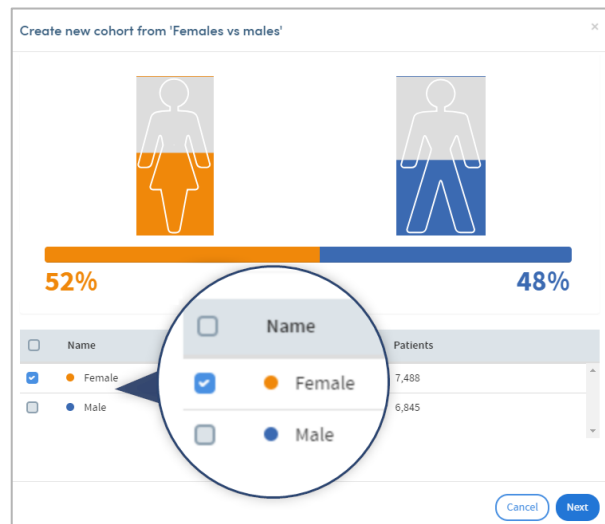 Create new cohort from 'Females vs males'
×
52% 48%
Name Patients
Female 7,488
Male 6,845
Name
Female
Male
Cancel Next